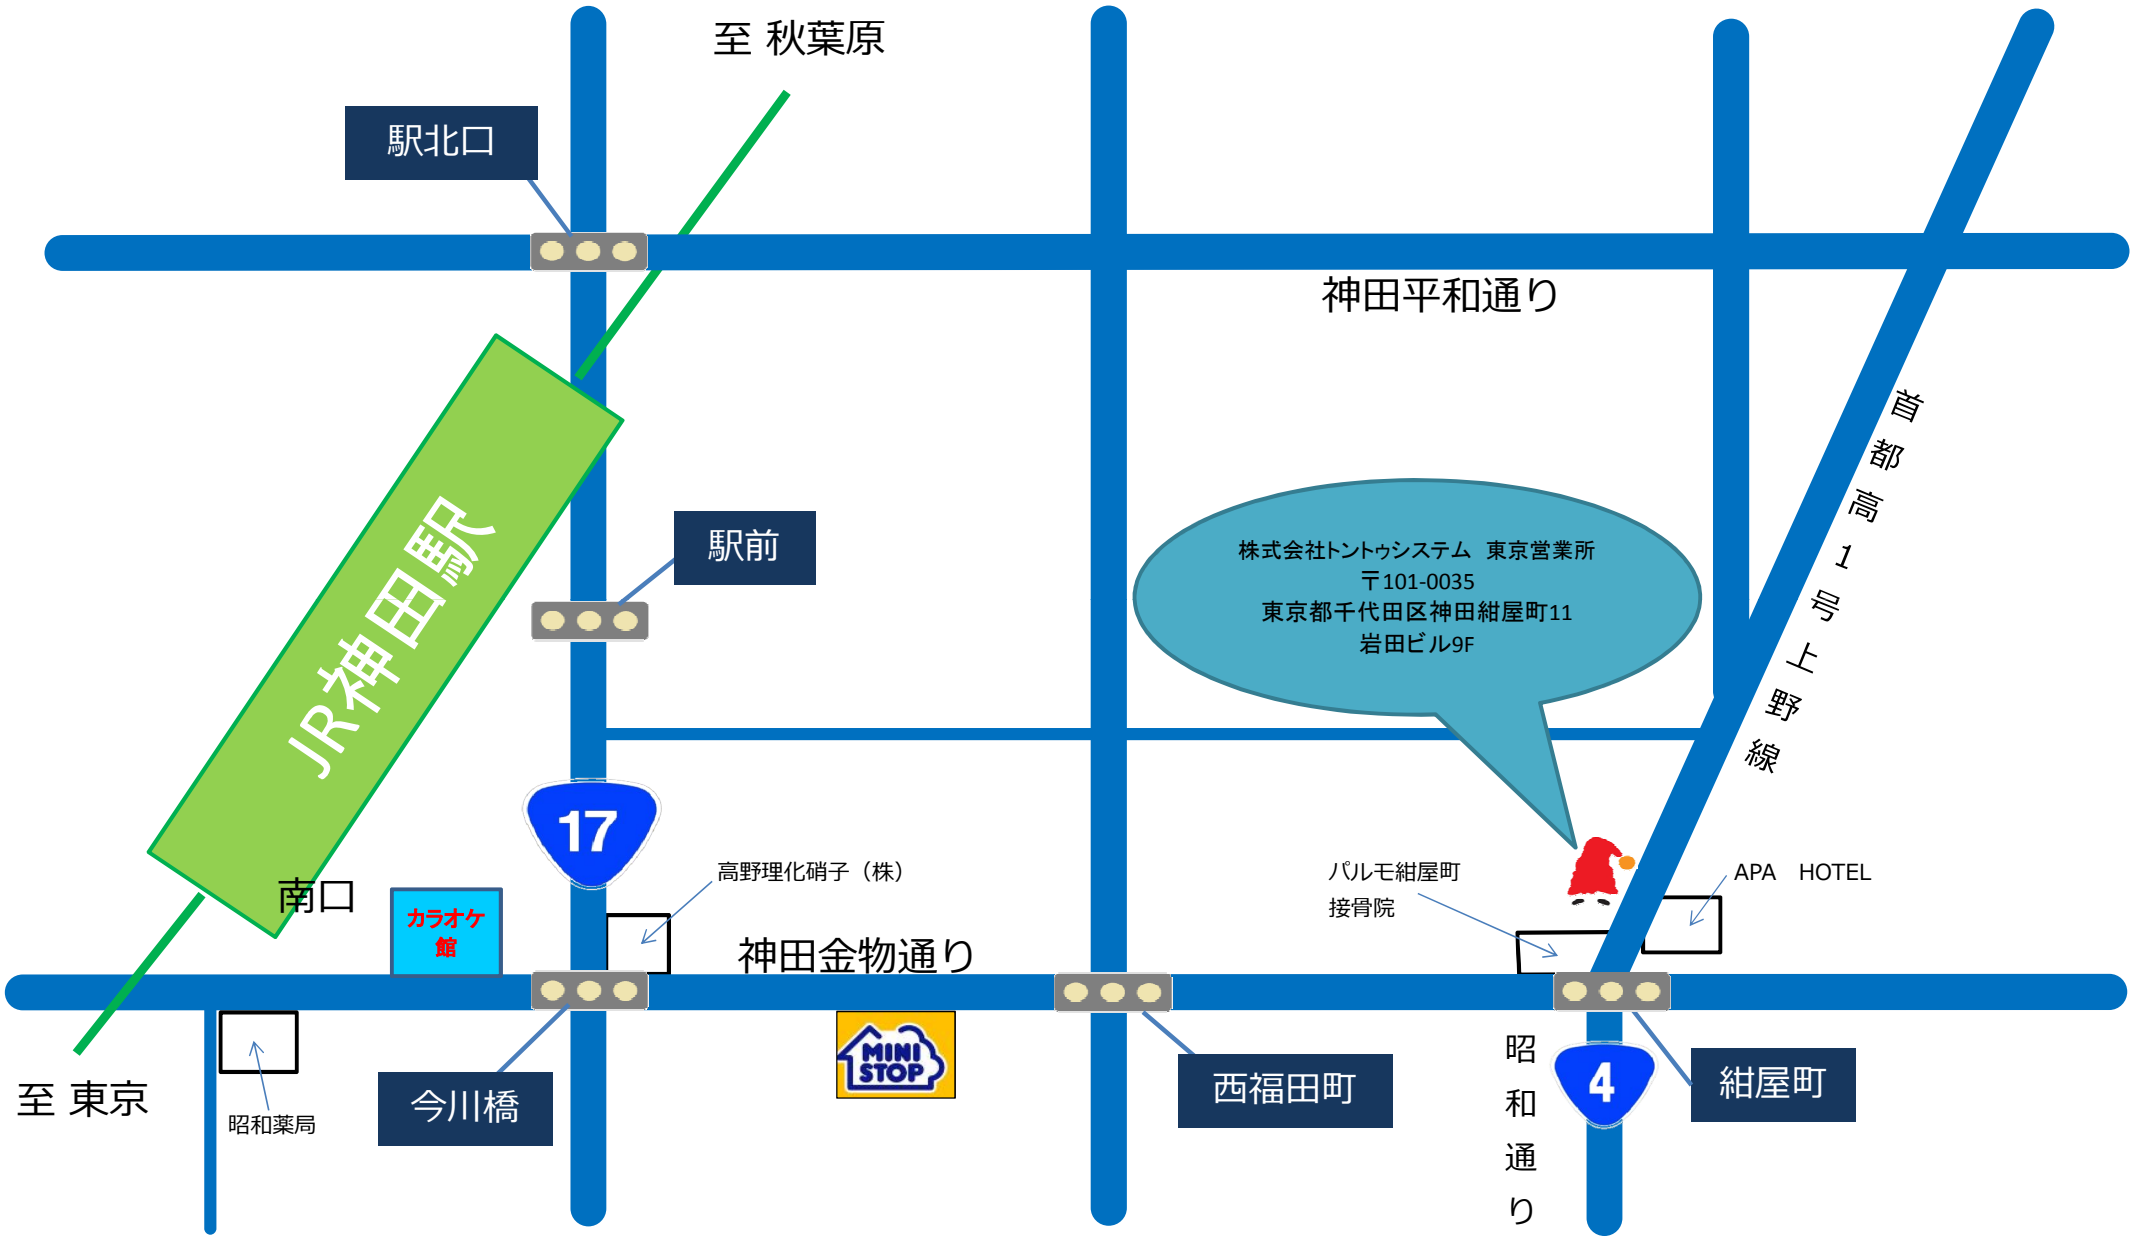 至 秋葉原
駅北口
神田平和通り
首都高1号上野線
JR神田駅
駅前
株式会社トントゥシステム　東京営業所
〒101-0035
東京都千代田区神田紺屋町11
岩田ビル9F
17
南口
カラオケ
館
高野理化硝子（株）
神田金物通り
パルモ紺屋町
接骨院
APA　HOTEL
至 東京
昭和薬局
今川橋
MINI
STOP
西福田町
昭和通り
4
紺屋町